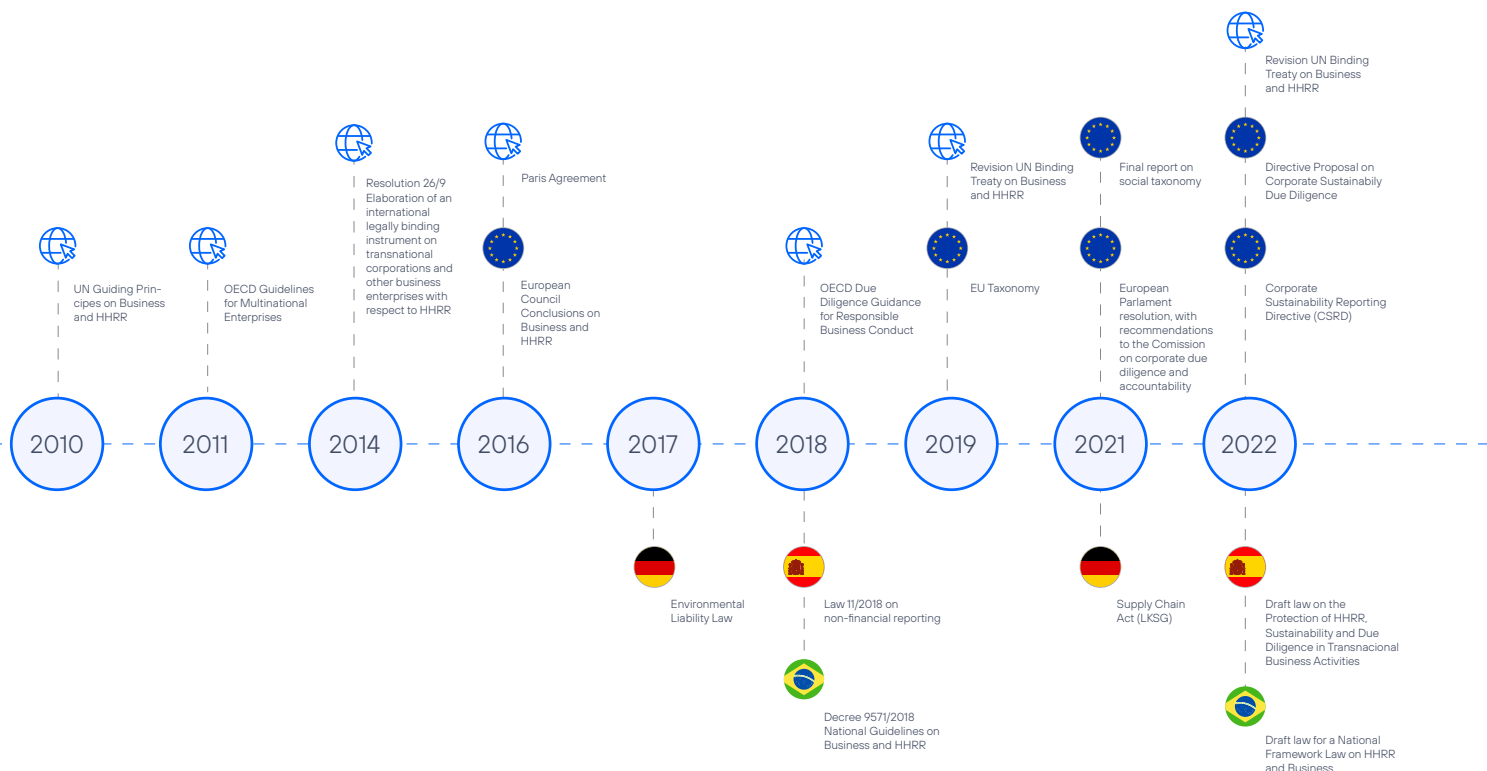 Revision UN Binding
Treaty on Business
and HHRR
Resolution 26/9
Elaboration of an
international
legally binding
instrument on
transnational
corporations and
other business
enterprises with
respect to HHRR
Paris Agreement
Revision UN Binding
Treaty on Business
and HHRR
Final report on
social taxonomy
Directive Proposal on
Corporate Sustainabily
Due Diligence
UN Guiding Prin-
cipes on Business
and HHRR
OECD Guidelines
for Multinational
Enterprises
European
Council
Conclusions on
Business and
HHRR
OECD Due
Diligence Guidance
for Responsible
Business Conduct
EU Taxonomy
European
Parlament
resolution, with
recommendations
to the Comission
on corporate due
diligence and
accountability
Corporate
Sustainability Reporting
Directive (CSRD)
2010
2011
2014
2016
2017
2018
2019
2021
2022
Environmental
Liability Law
Law 11/2018 on
non-financial reporting
Supply Chain
Act (LKSG)
Draft law on the
Protection of HHRR,
Sustainability and Due
Diligence in Transnacional
Business Activities
Decree 9571/2018
National Guidelines on
Business and HHRR
Draft law for a National
Framework Law on HHRR
and Business